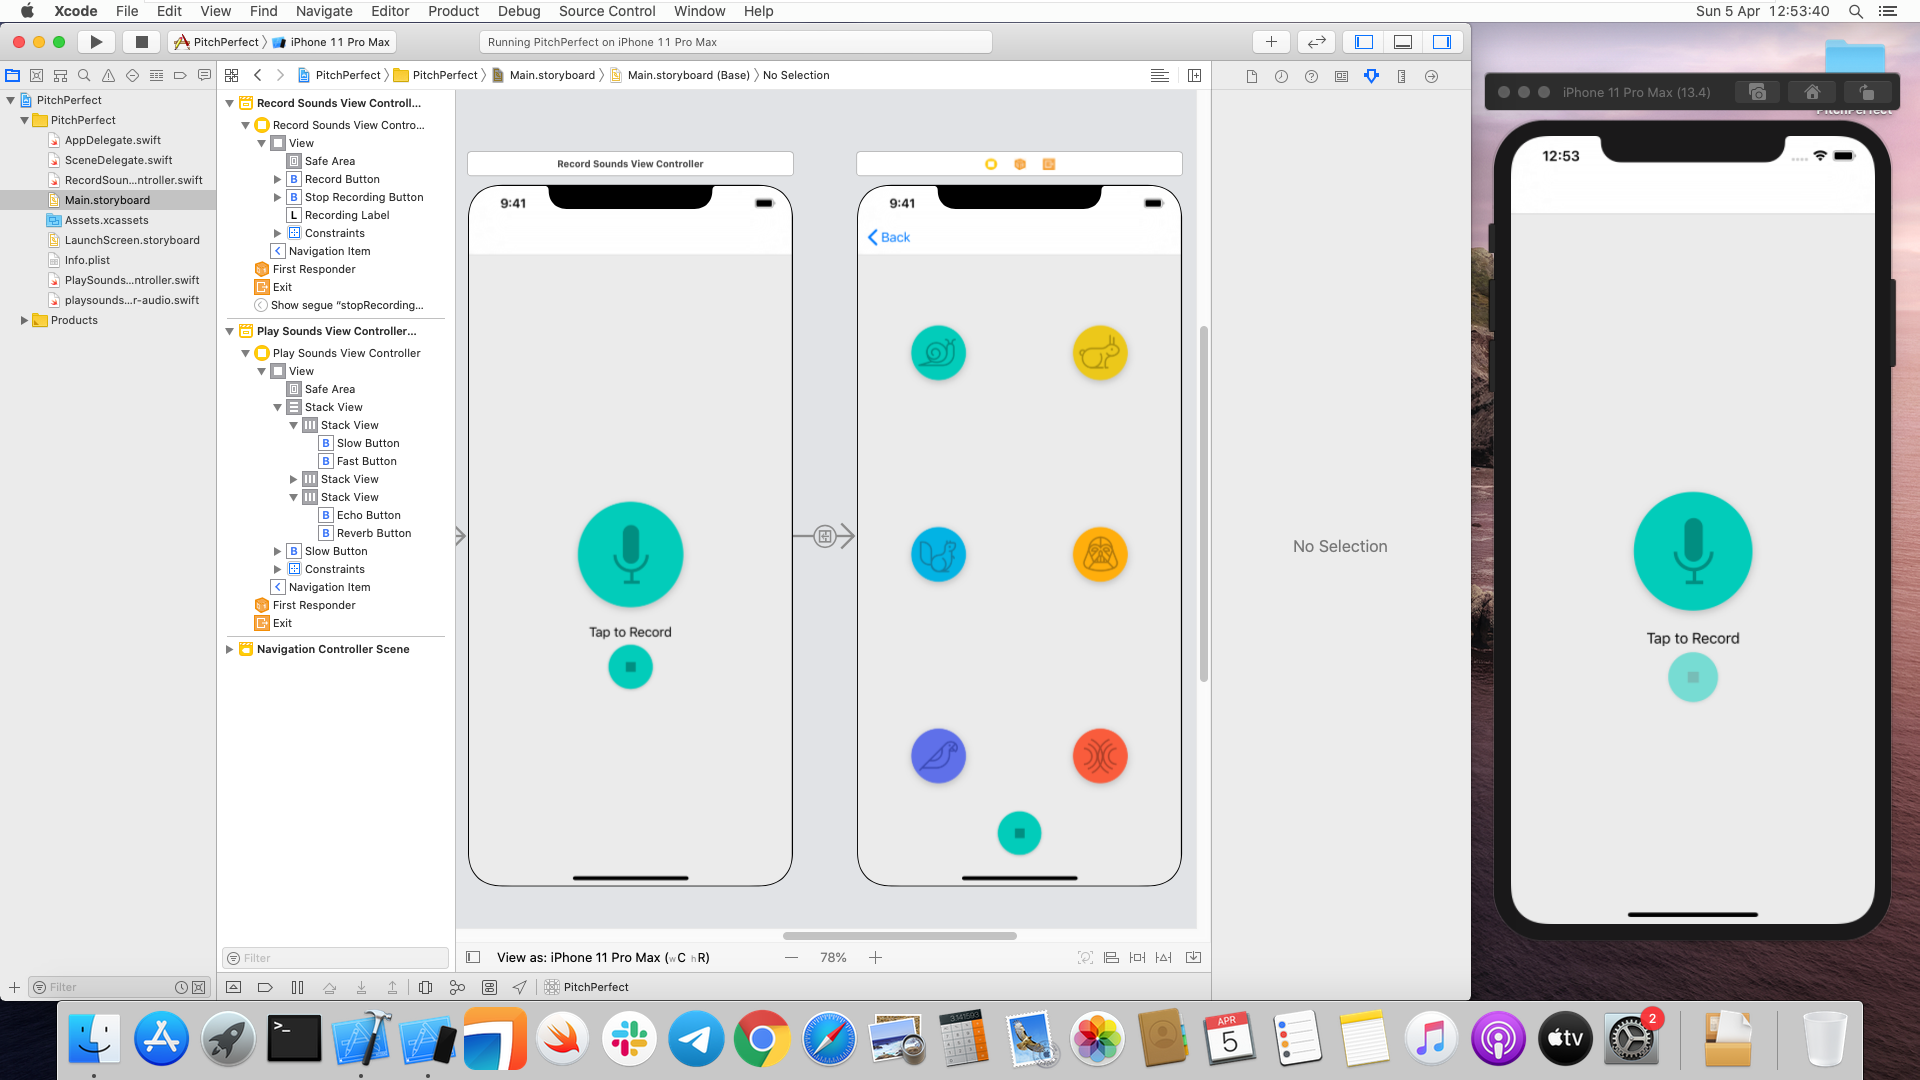 Xcode File Edit View Find Navigate Editor Product Debug Source Control Window Help Sun 5 Apr 12:53:40
PitchPerfect iPhone 11 Pro Max Running PitchPerfect on iPhone 11 Pro Max
PitchPerfect PitchPerfect Main.storyboard Main.storyboard (Base) No Selection
PitchPerfect
PitchPerfect
AppDelegate.swift
SceneDelegate.swift
RecordSoun...ntroller.swift
Main.storyboard
Assets.xcassets
LaunchScreen.storyboard
Info.plist
PlaySounds...ntroller.swift
playsounds...r-audio.swift
Products
Filter
Record Sounds View Controll...
Record Sounds View Contro...
View
Safe Area
B Record Button
B Stop Recording Button
L Recording Label
Constraints
Navigation Item
First Responder
Exit
Show segue “stopRecording...
Play Sounds View Controller...
Play Sounds View Controller
View
Safe Area
Stack View
Stack View
B Slow Button
B Fast Button
Stack View
Stack View
B Echo Button
B Reverb Button
B Slow Button
Constraints
Navigation Item
First Responder
Exit
Navigation Controller Scene
Filter
Record Sounds View Controller
9:41
Tap to Record
9:41
Back
View as: iPhone 11 Pro Max (wC hR) 78%
PitchPerfect
No Selection
iPhone 11 Pro Max (13.4)
PitchPerfect
12:53
Tap to Record
>_
3.141593
APR
5
tv
2